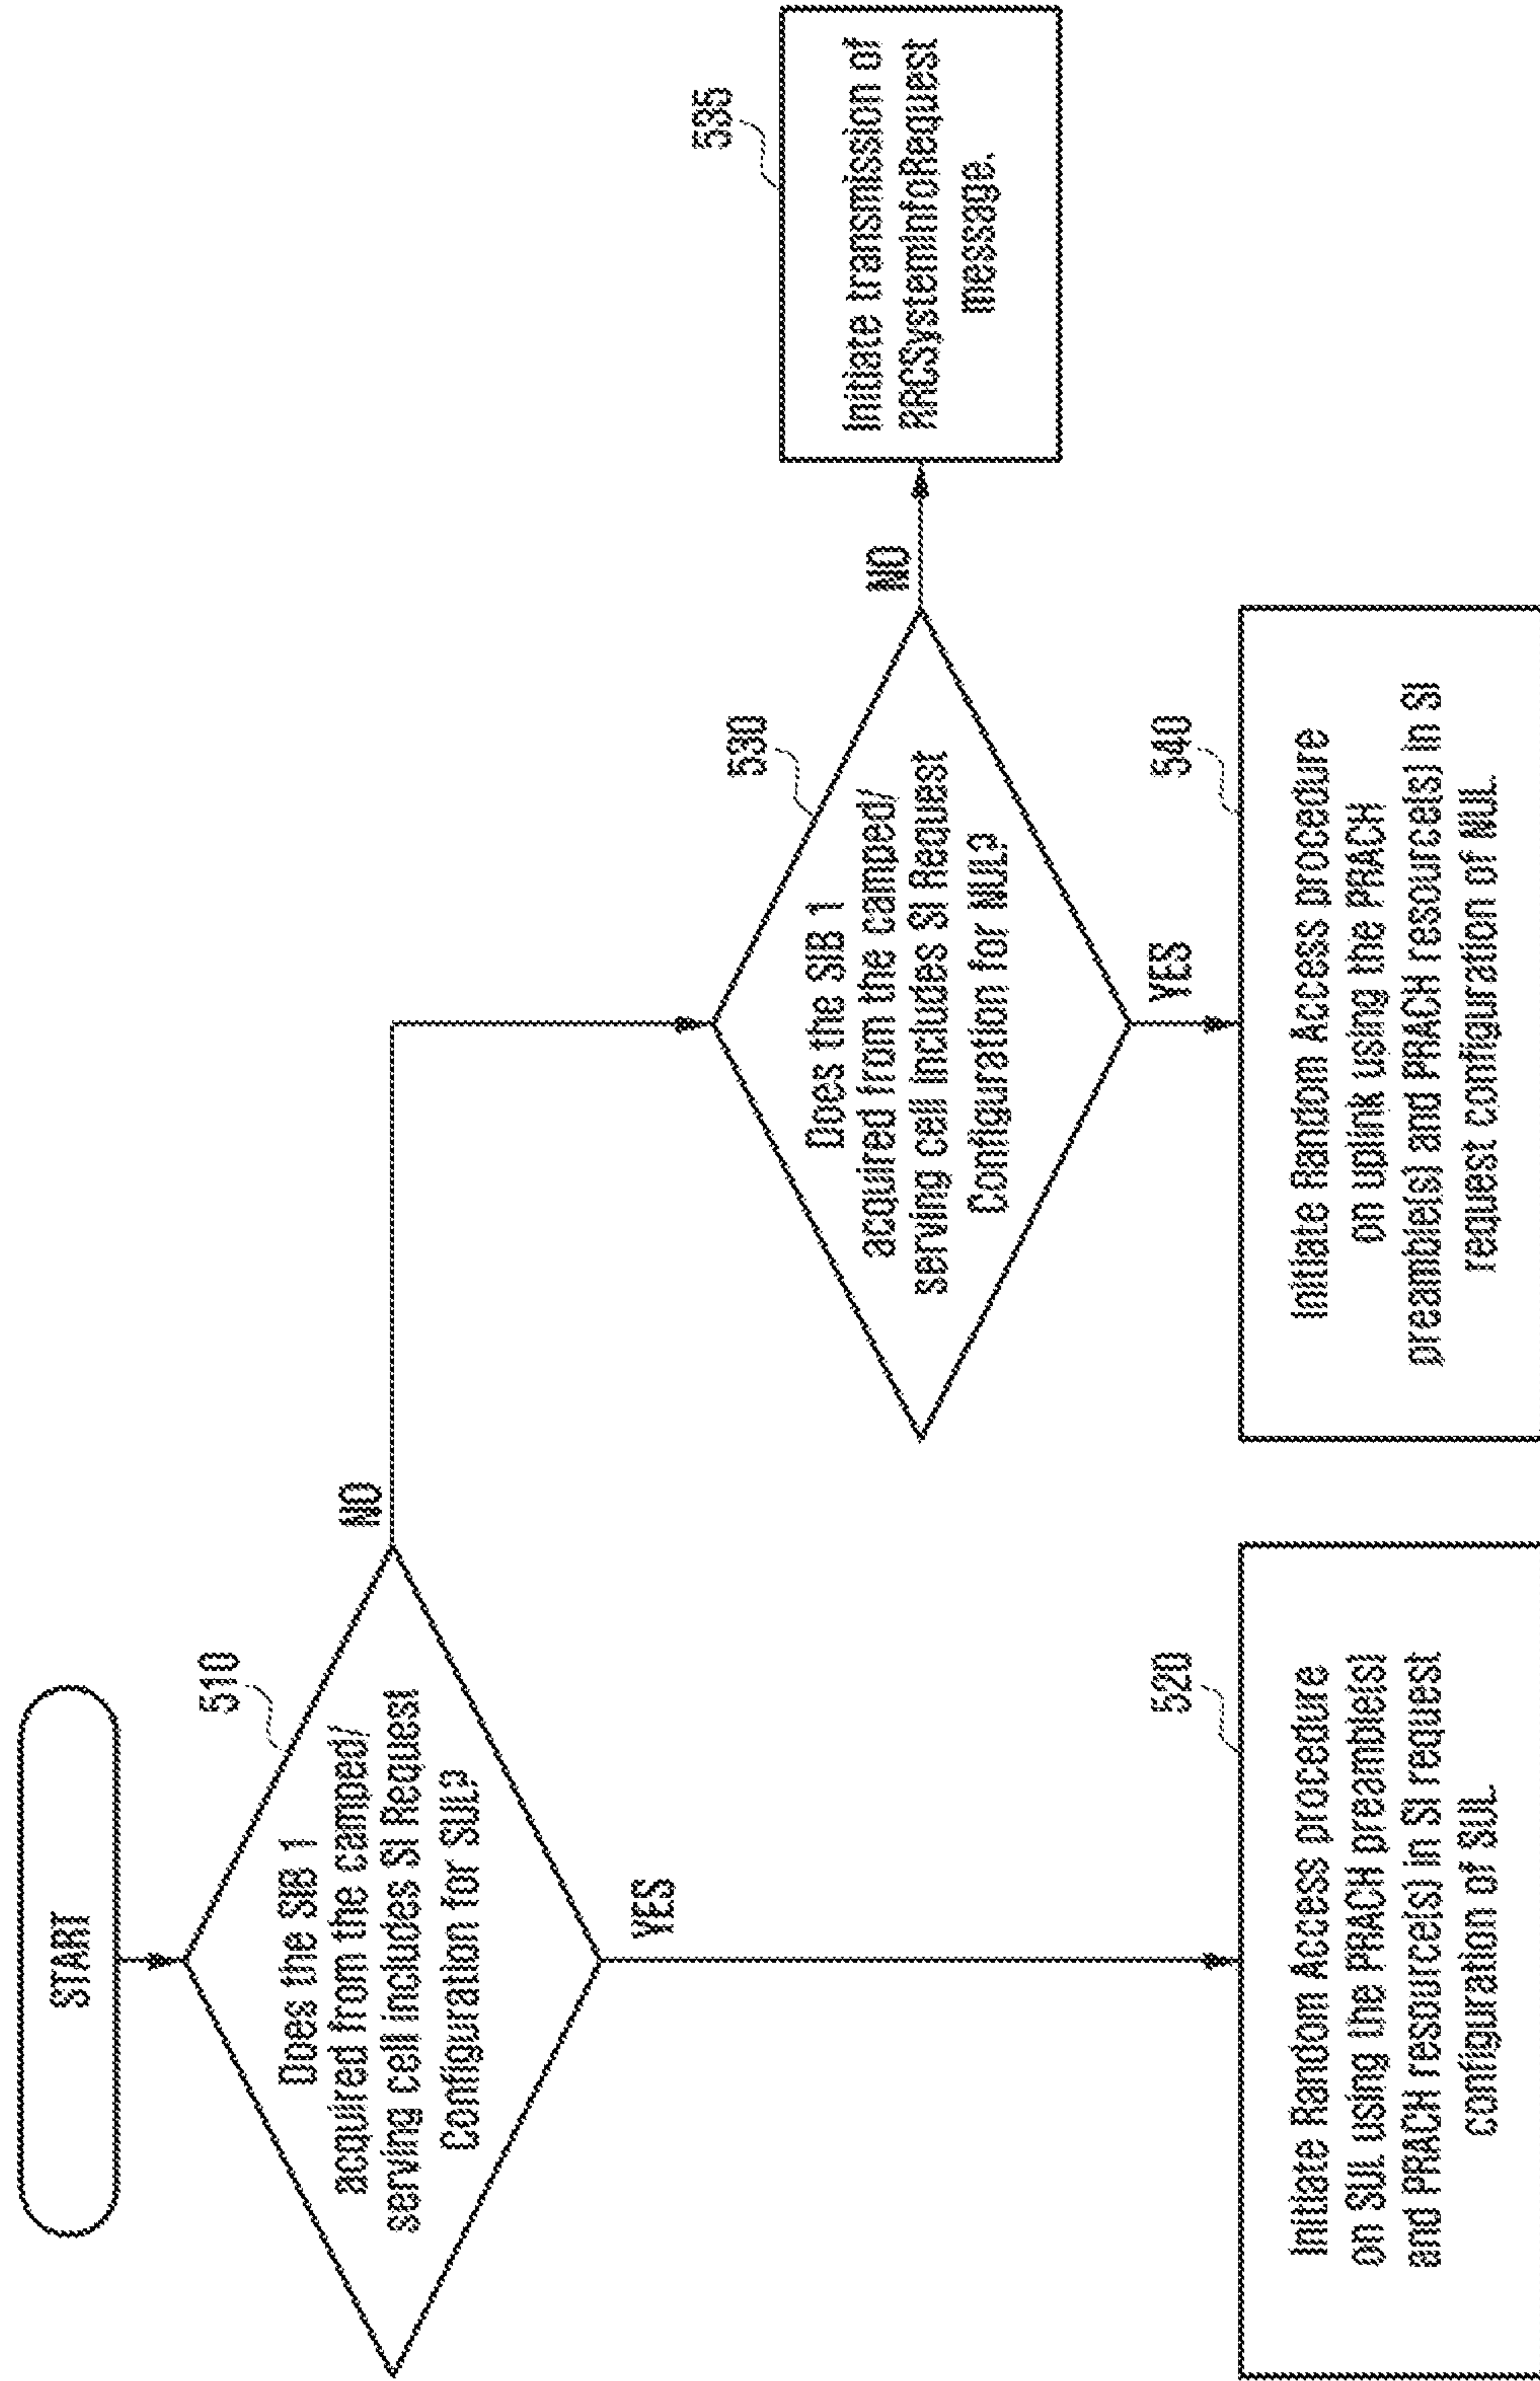 START
510
Does the SIB 1
acquired from the camped/
serving cell includes SI Request
Configuration for SUL?
NO
YES
520
Initiate Random Access procedure
on SUL using the PRACH preamble(s)
and PRACH resource(s) in SI request
configuration of SUL.
530
Does the SIB 1
acquired from the camped/
serving cell includes SI Request
Configuration for NUL?
NO
YES
535
Initiate transmission of
RRCSystemInfoRequest
message.
540
Initiate Random Access procedure
on uplink using the PRACH
preamble(s) and PRACH resource(s) in SI
request configuration of NUL.